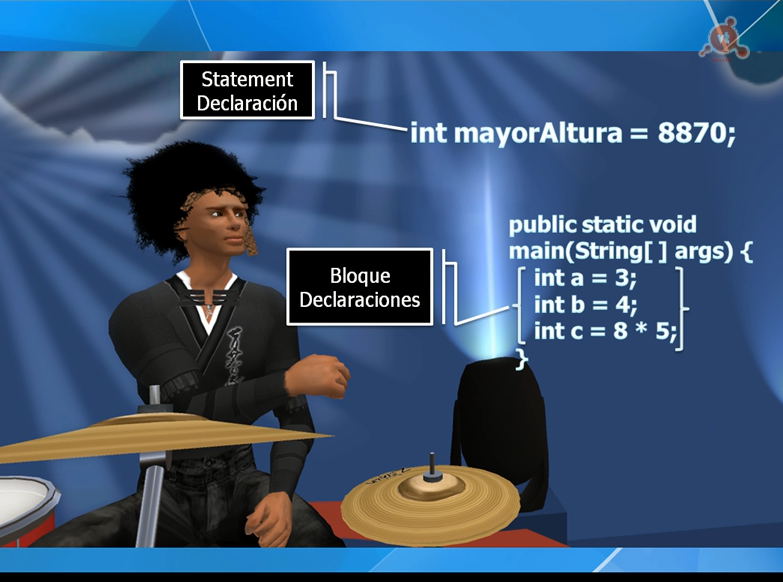 Statement
Declaración
int mayorAltura = 8870;
public static void
main(String[ ] args) {
Bloque
Declaraciones
int a = 3;
int b = 4;
int c = 8 * 5;
}